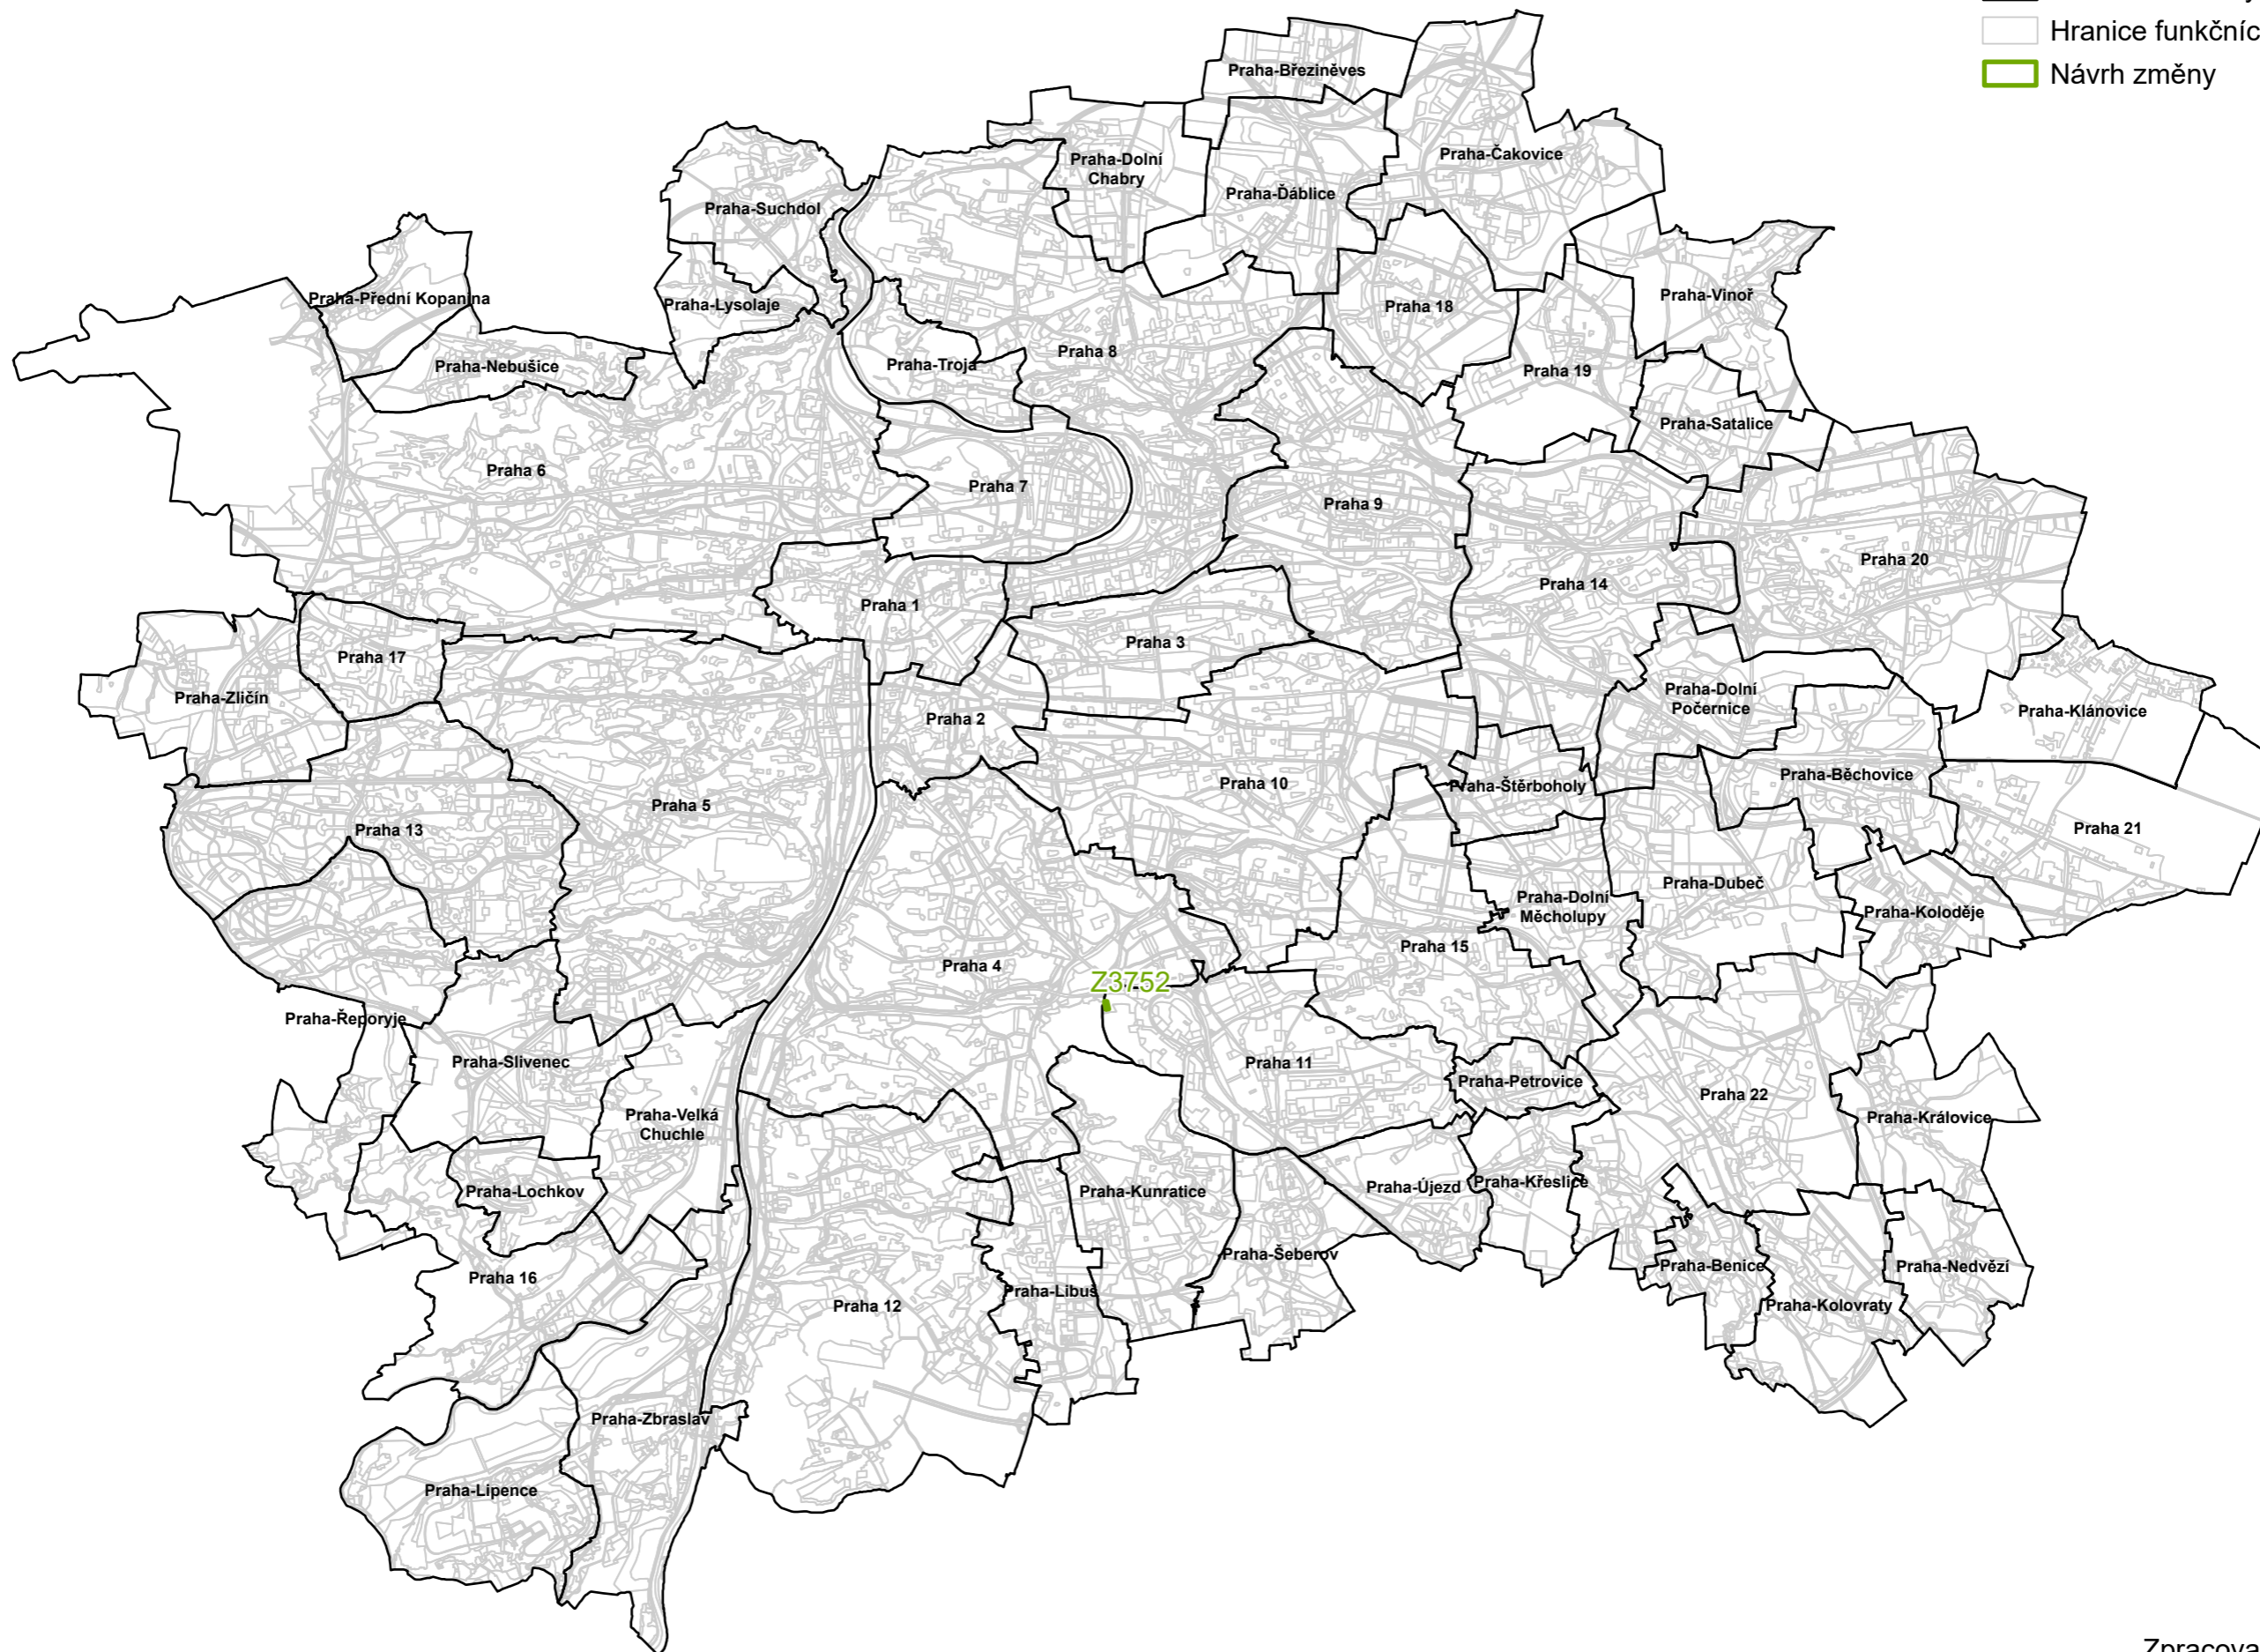 Hranice funkčníc
Návrh změny
Praha-Březiněves
Praha-Čakovice
Praha-Dolní
Chabry
Praha-Ďáblice
Praha-Suchdol
Praha-Přední Kopanina
Praha-Lysolaje
Praha 18
Praha-Vinoř
Praha-Nebušice
Praha-Troja
Praha 8
Praha 19
Praha-Satalice
Praha 6
Praha 7
Praha 9
Praha 20
Praha 14
Praha 1
Praha 3
Praha 17
Praha-Zličín
Praha-Dolní
Počernice
Praha-Klánovice
Praha 2
Praha-Běchovice
Praha 10
Praha-Štěrboholy
Praha 5
Praha 13
Praha 21
Praha-Dubeč
Praha-Dolní
Měcholupy
Praha-Koloděje
Praha 15
Praha 4
Z3752
Praha-Řeporyje
Praha-Slivenec
Praha 11
Praha-Petrovice
Praha 22
Praha-Velká
Chuchle
Praha-Královice
Praha-Lochkov
Praha-Kunratice
Praha-Újezd
Praha-Křeslice
Praha-Šeberov
Praha-Benice
Praha-Nedvězí
Praha 16
Praha-Libuš
Praha 12
Praha-Kolovraty
Praha-Zbraslav
Praha-Lipence
Zpracova